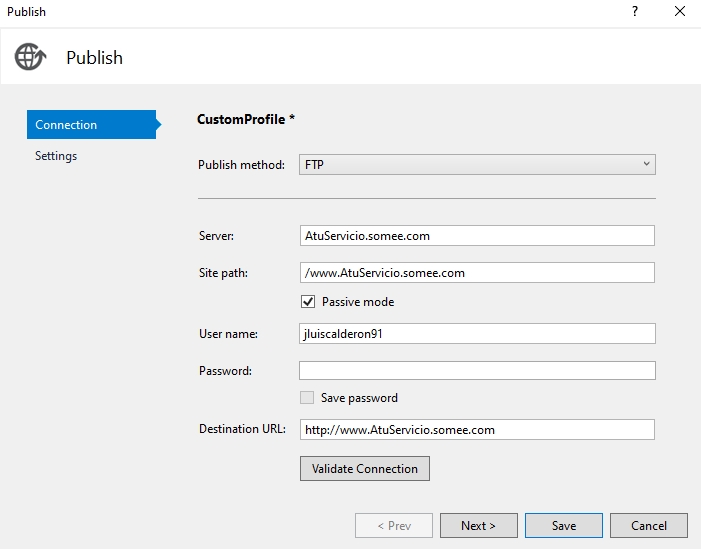 Publish
?
Publish
Connection
Settings
CustomProfile *
Publish method: FTP
Server: AtuServicio.somee.com
Site path: /www.AtuServicio.somee.com
Passive mode
User name: jluiscalderon91
Password:
Save password
Destination URL: http://www.AtuServicio.somee.com
Validate Connection
< Prev Next > Save Cancel